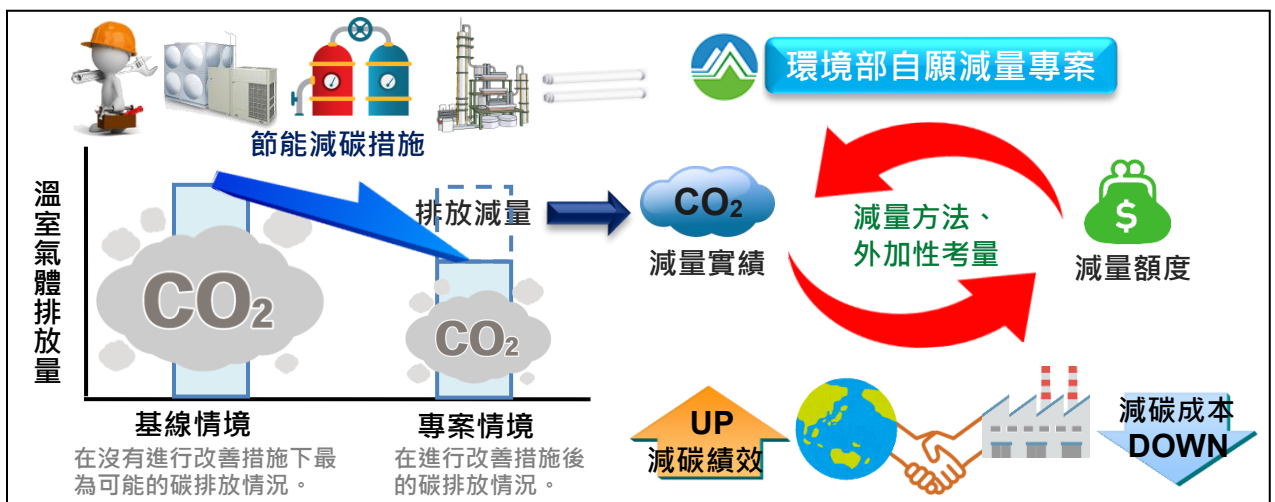 環境部自願減量專案
節能減碳措施
溫室氣體排放量
排放減量
CO₂
CO₂
基線情境
在沒有進行改善措施下最
為可能的碳排放情況。
專案情境
在進行改善措施後
的碳排放情況。
CO₂
減量實績
減量方法、
外加性考量
$
減量額度
UP
減碳績效
減碳成本
DOWN